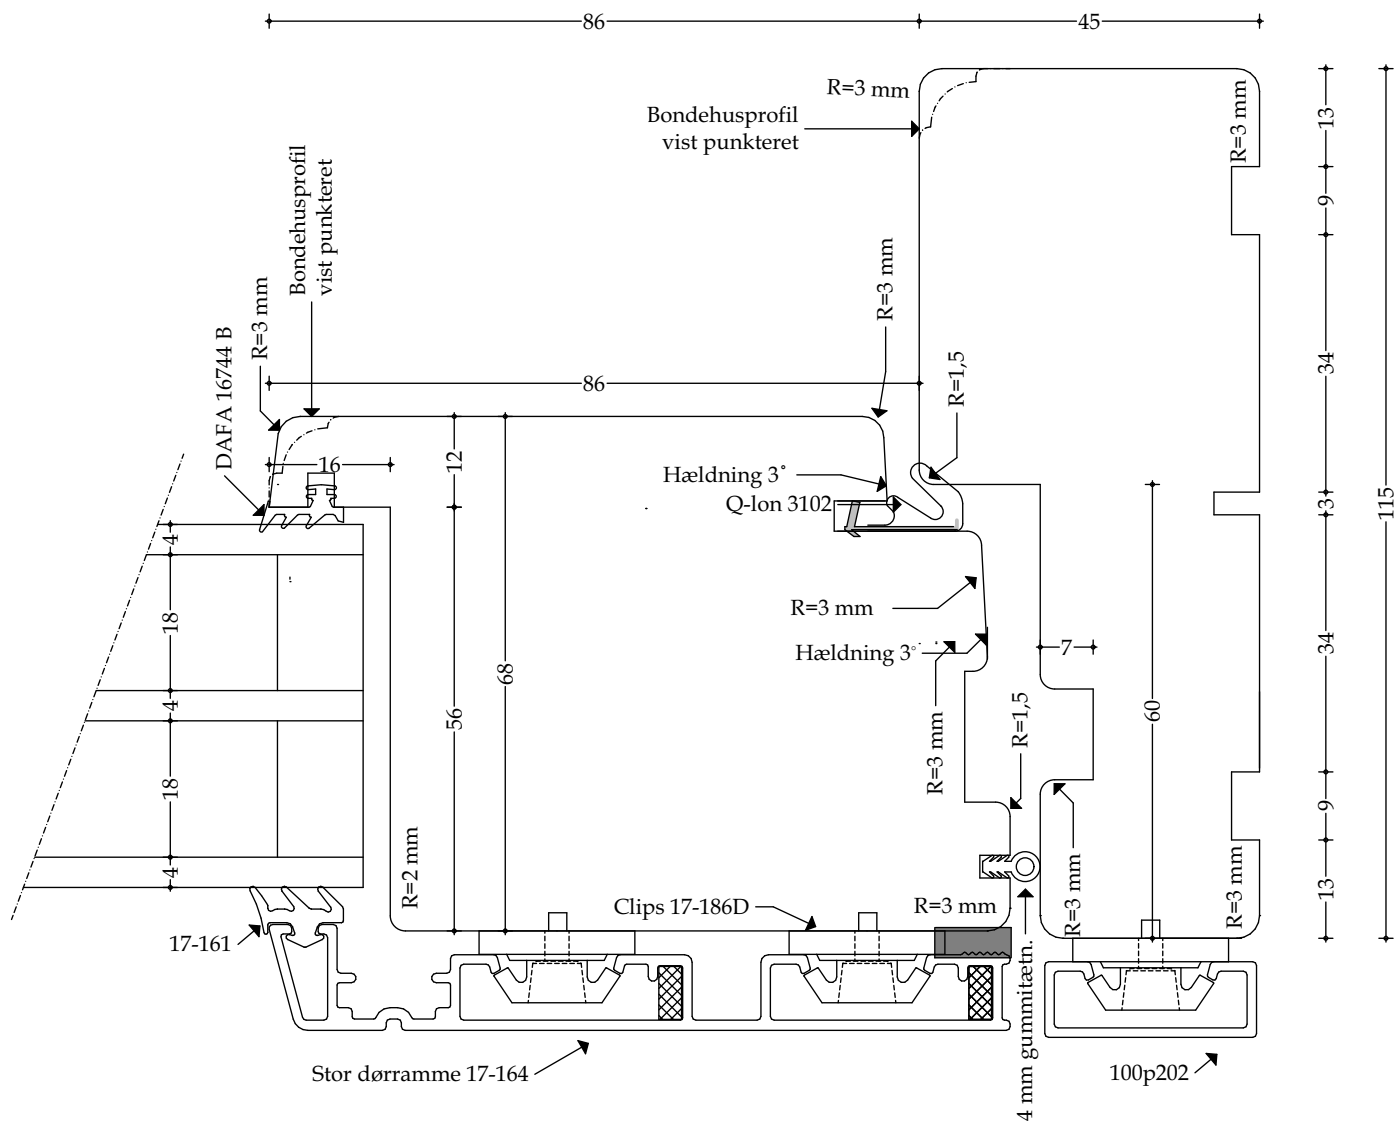 86
45
R=3 mm
Bondehusprofil
vist punkteret
R=3 mm
13
9
34
3
34
9
13
115
Bondehusprofil
vist punkteret
R=3 mm
DAFA 16744 B
R=3 mm
86
R=1,5
16
12
Hældning 3°
Q-lon 3102
4
18
4
18
4
68
56
R=3 mm
Hældning 3°
7
60
R=3 mm
R=1,5
R=2 mm
R=3 mm
R=3 mm
Clips 17-186D
R=3 mm
17-161
4 mm gummitætn.
Stor dørramme 17-164
100p202